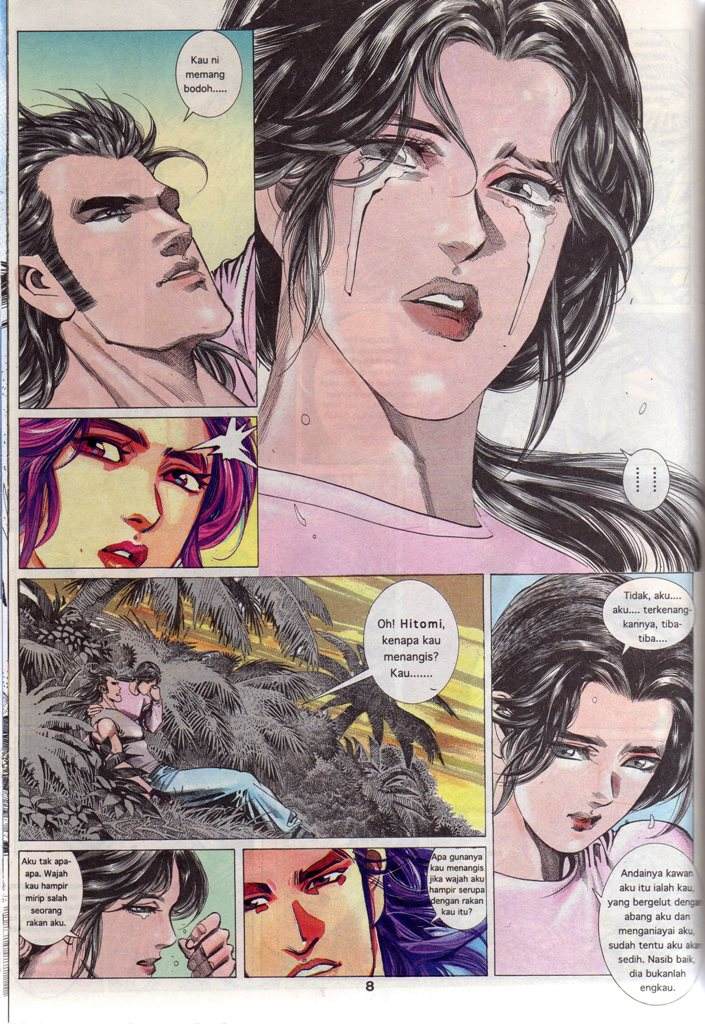 Kau ni
memang
bodoh.....
Oh! Hitomi,
kenapa kau
menangis?
Kau.......
Tidak, aku....
aku.... terkenang-
kannya, tiba-
tiba....
Aku tak apa-
apa. Wajah
kau hampir
mirip salah
seorang
rakan aku.
Apa gunanya
kau menangis
jika wajah aku
hampir serupa
dengan rakan
kau itu?
Andainya kawan
aku itu ialah kau,
yang bergelut dengan
abang aku dan
menganiayai aku,
sudah tentu aku akan
sedih. Nasib baik,
dia bukanlah
engkau.
8